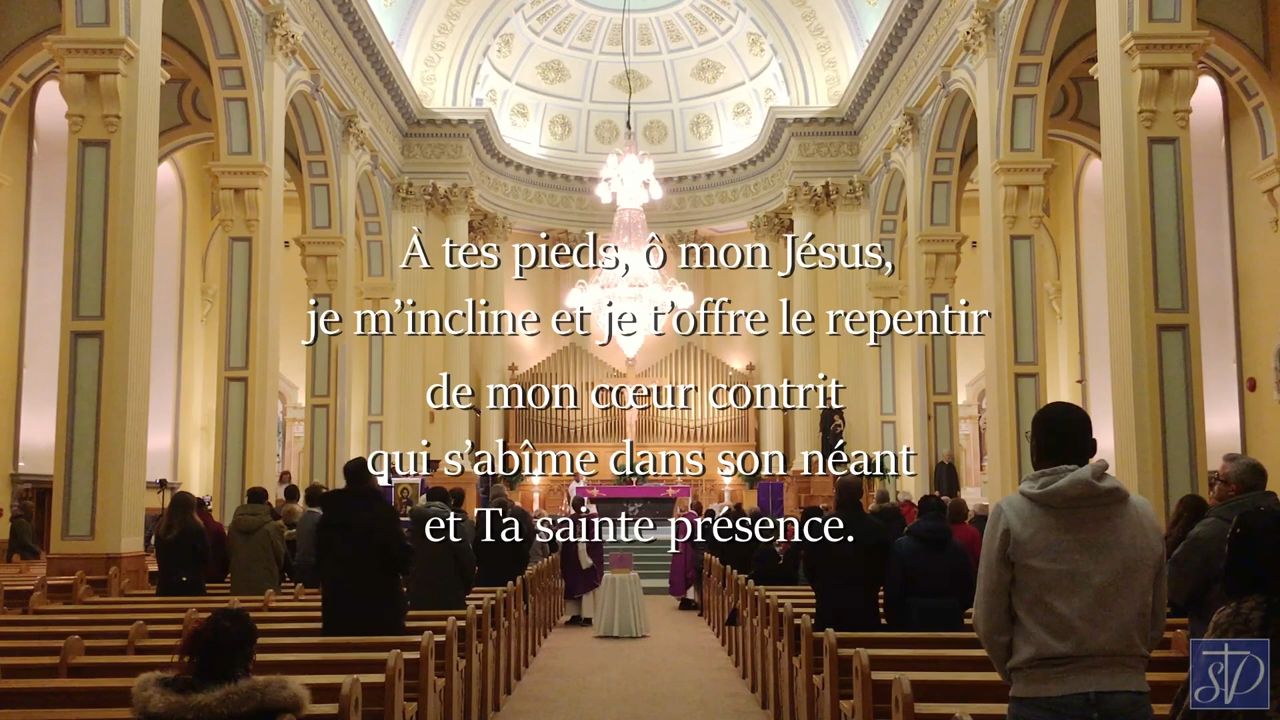 À tes pieds, ô mon Jésus,
je m’incline et je t’offre le repentir
de mon cœur contrit
qui s’abîme dans son néant
et Ta sainte présence.
SP